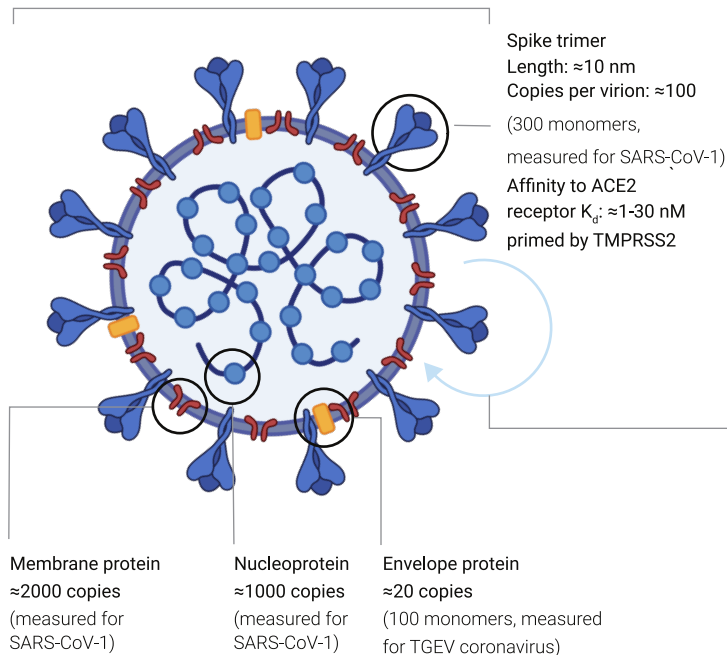 Spike trimer
Length: ≈10 nm
Copies per virion: ≈100
(300 monomers,
measured for SARS-CoV-1)
Affinity to ACE2
receptor Kd: ≈1-30 nM
primed by TMPRSS2
Membrane protein
≈2000 copies
(measured for
SARS-CoV-1)
Nucleoprotein
≈1000 copies
(measured for
SARS-CoV-1)
Envelope protein
≈20 copies
(100 monomers, measured
for TGEV coronavirus)